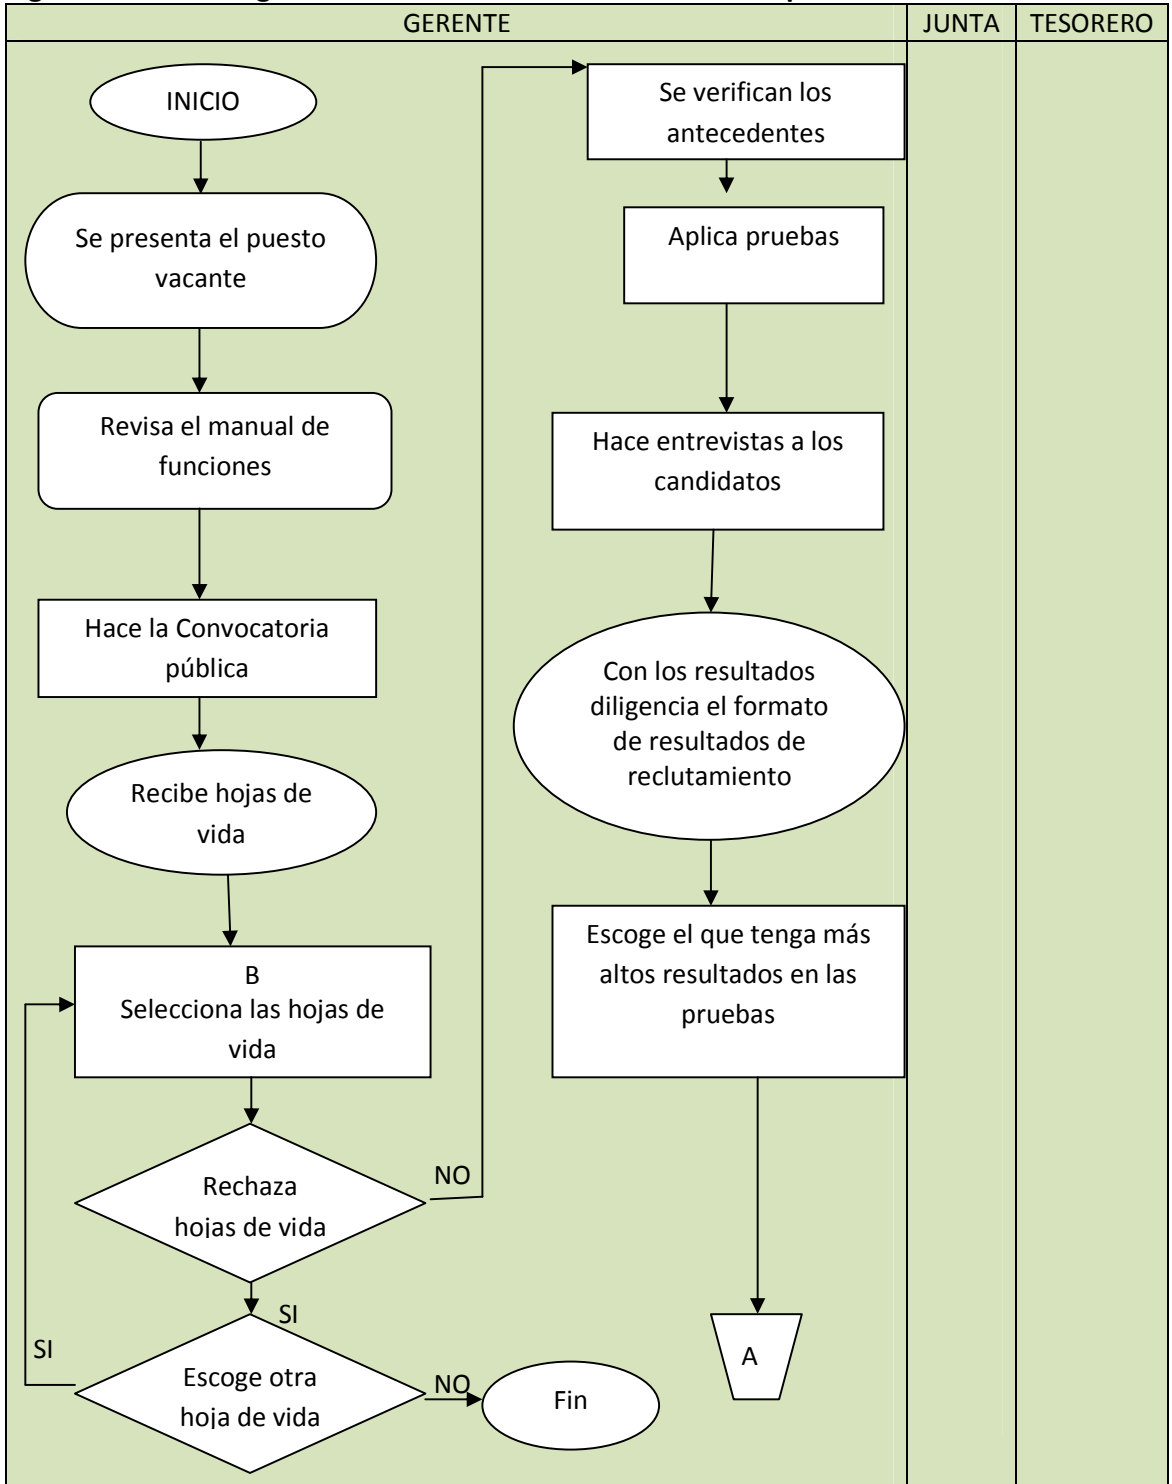 GERENTE
JUNTA
TESORERO
INICIO
Se presenta el puesto
vacante
Revisa el manual de
funciones
Hace la Convocatoria
pública
Recibe hojas de
vida
B
Selecciona las hojas de
vida
Rechaza
hojas de vida
NO
SI
Escoge otra
hoja de vida
SI
NO
Fin
Se verifican los
antecedentes
Aplica pruebas
Hace entrevistas a los
candidatos
Con los resultados
diligencia el formato
de resultados de
reclutamiento
Escoge el que tenga más
altos resultados en las
pruebas
A